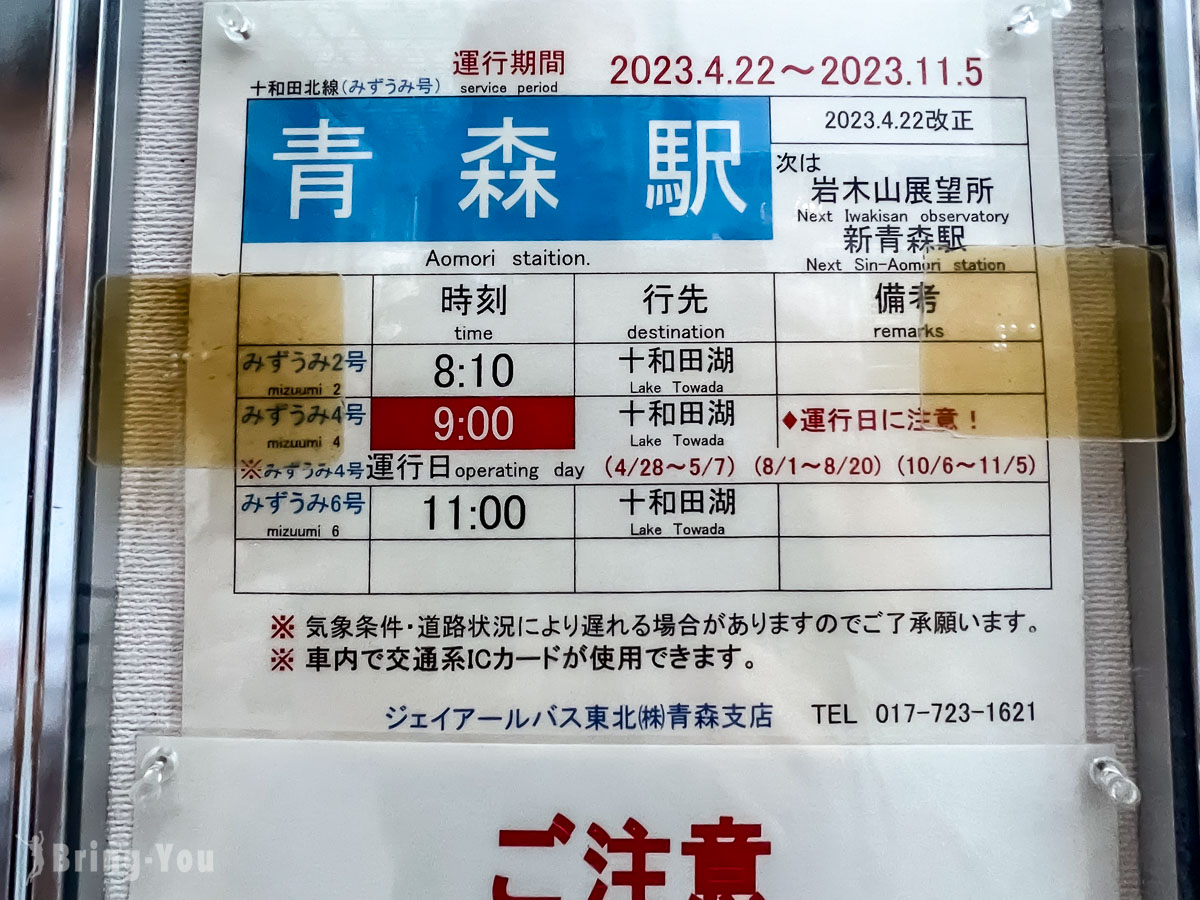 運行期間 2023.4.22～2023.11.5
十和田北線(みずうみ号) service period
青森駅
2023.4.22改正
次は
岩木山展望所
Next Iwakisan observatory
新青森駅
Next Sin-Aomori station
Aomori staition.
時刻 行先 備考
time destination remarks
みずうみ2号 8:10 十和田湖
mizuumi 2 Lake Towada
みずうみ4号 9:00 十和田湖 ♦運行日に注意！
mizuumi 4 Lake Towada
※みずうみ4号運行日operating day (4/28～5/7) (8/1～8/20) (10/6～11/5)
みずうみ6号 11:00 十和田湖
mizuumi 6 Lake Towada
※ 気象条件・道路状況により遅れる場合がありますのでご了承願います。
※ 車内で交通系ICカードが使用できます。
ジェイアールバス東北㈱青森支店 TEL 017-723-1621
ご注意
Bring-You